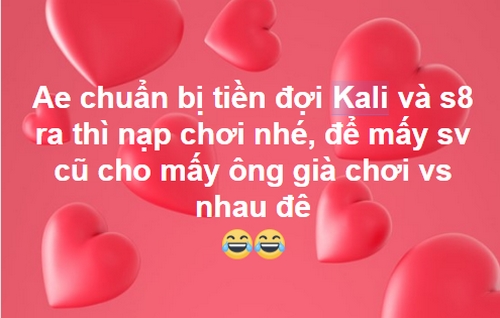 Ae chuẩn bị tiền đợi Kali và s8
ra thì nạp chơi nhé, để mấy sv
cũ cho mấy ông già chơi vs
nhau đê
😂😂